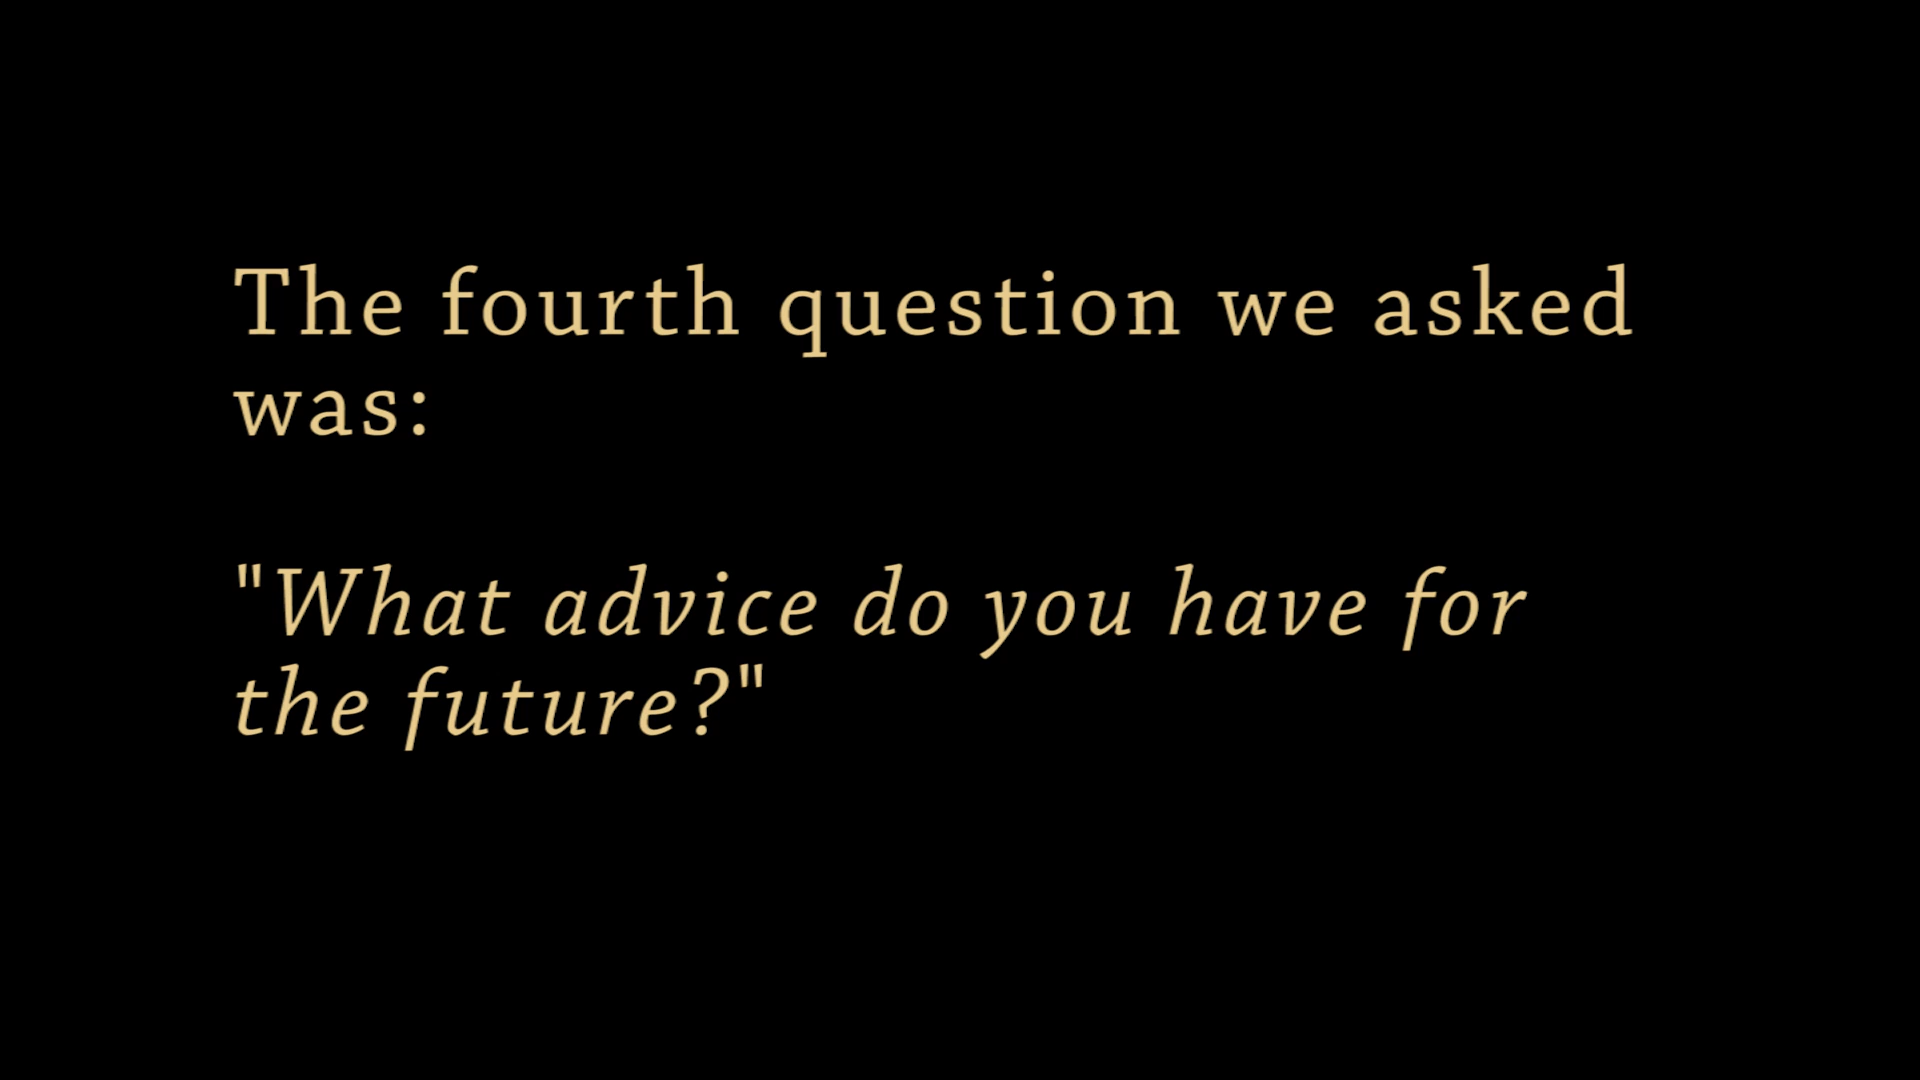 The fourth question we asked
was:
"What advice do you have for
the future?"